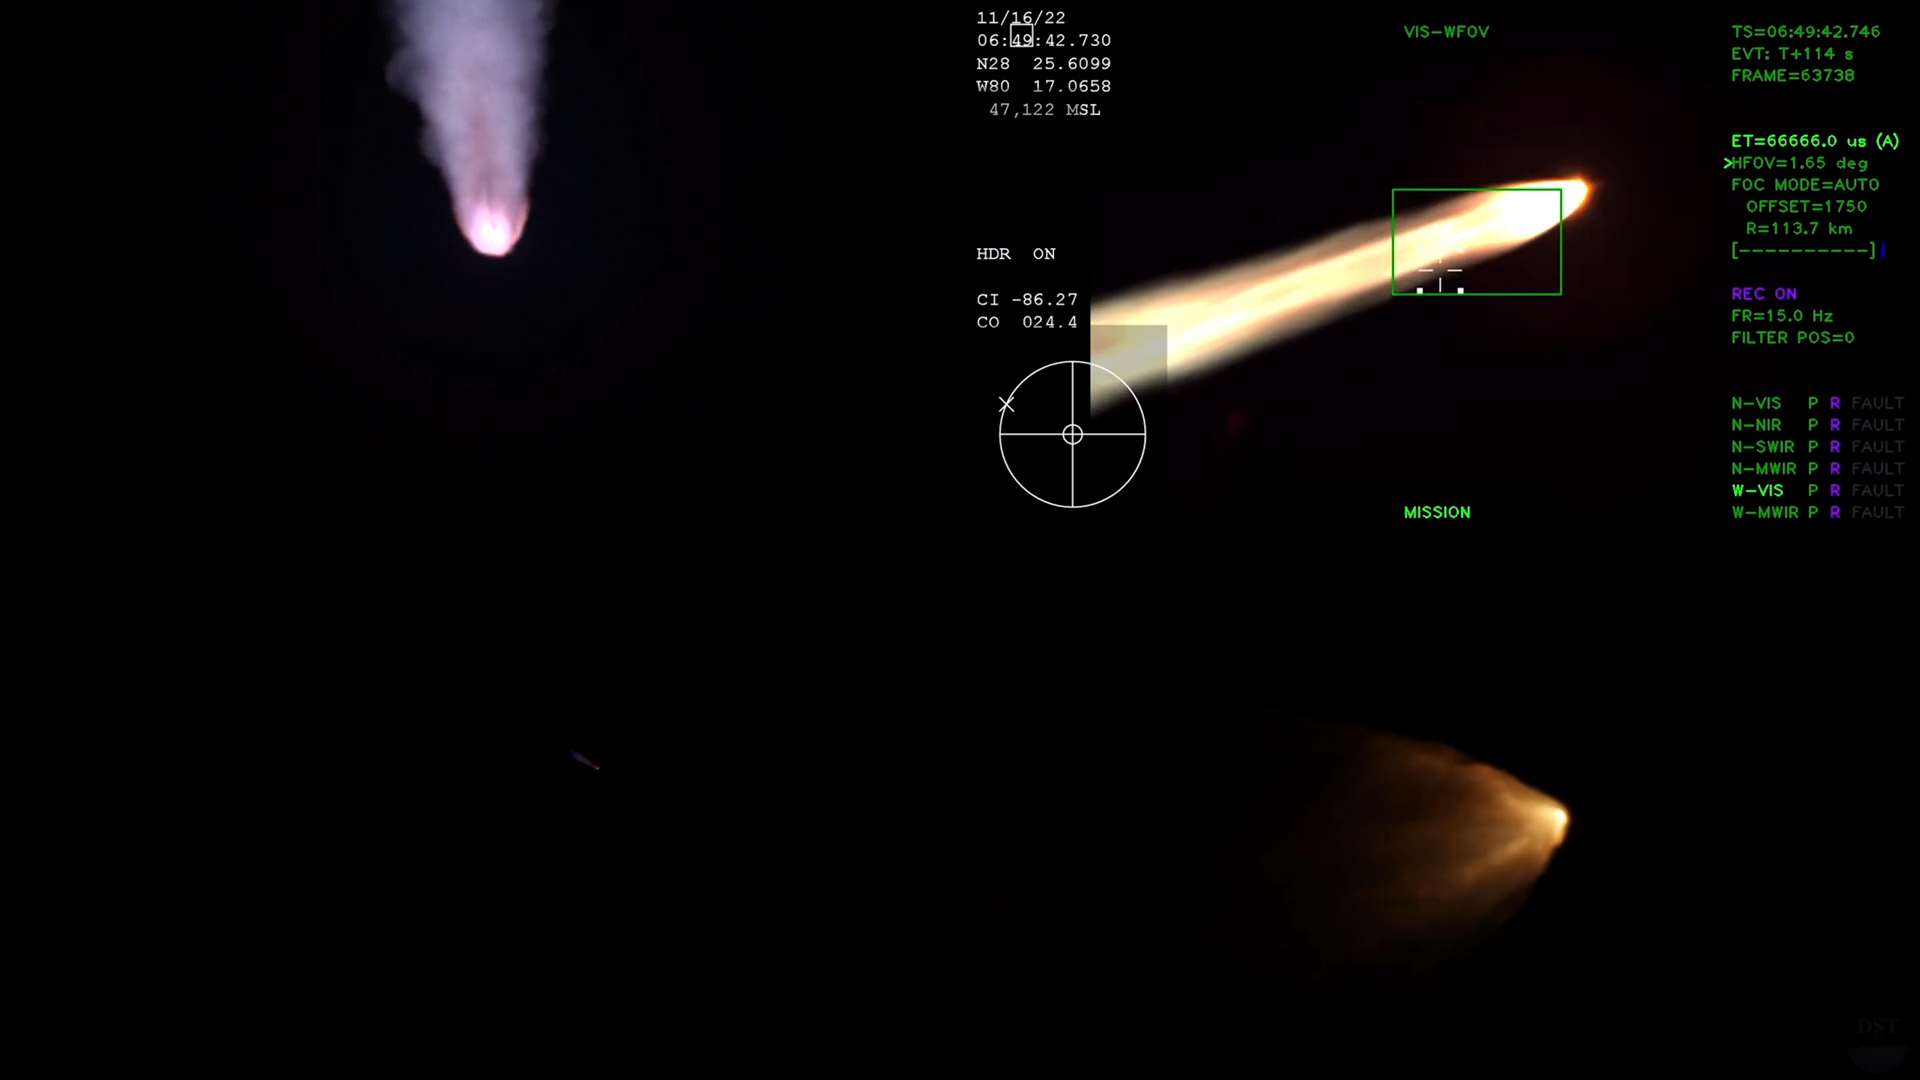 11/16/22
06:49:42.730
N28 25.6099
W80 17.0658
47,122 MSL
HDR ON
CI -86.27
CO 024.4
VIS-WFOV
MISSION
TS=06:49:42.746
EVT: T+114 s
FRAME=63738
ET=66666.0 us (A)
>HFOV=1.65 deg
FOC MODE=AUTO
OFFSET=1750
R=113.7 km
[----------]
REC ON
FR=15.0 Hz
FILTER POS=0
N-VIS P R FAULT
N-NIR P R FAULT
N-SWIR P R FAULT
N-MWIR P R FAULT
W-VIS P R FAULT
W-MWIR P R FAULT
DST